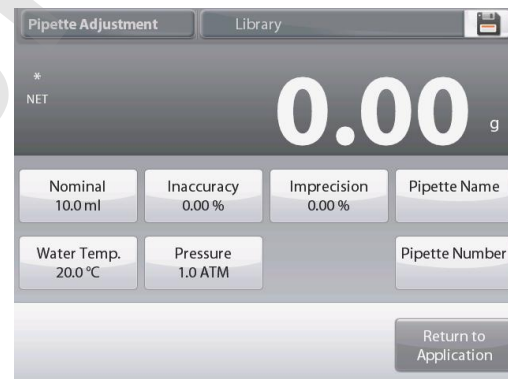 Pipette Adjustment
Library
*
NET
0.00 g
Nominal
10.0 ml
Inaccuracy
0.00 %
Imprecision
0.00 %
Pipette Name
Water Temp.
20.0 °C
Pressure
1.0 ATM
Pipette Number
Return to
Application